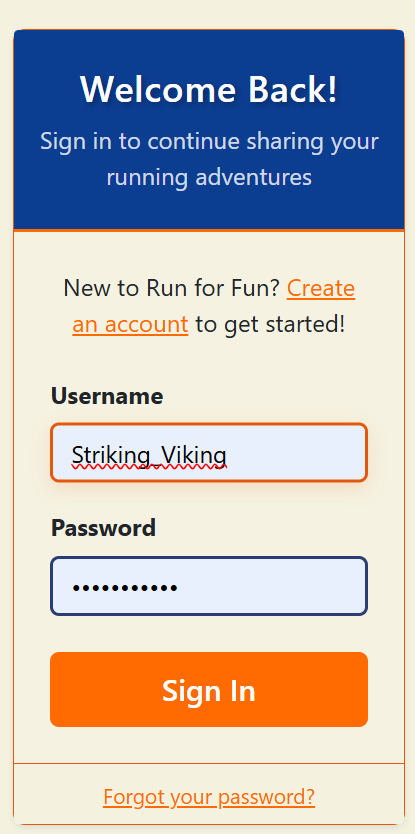 Welcome Back!
Sign in to continue sharing your
running adventures
New to Run for Fun? Create
an account to get started!
Username
Striking_Viking
Password
•••••••••••
Sign In
Forgot your password?